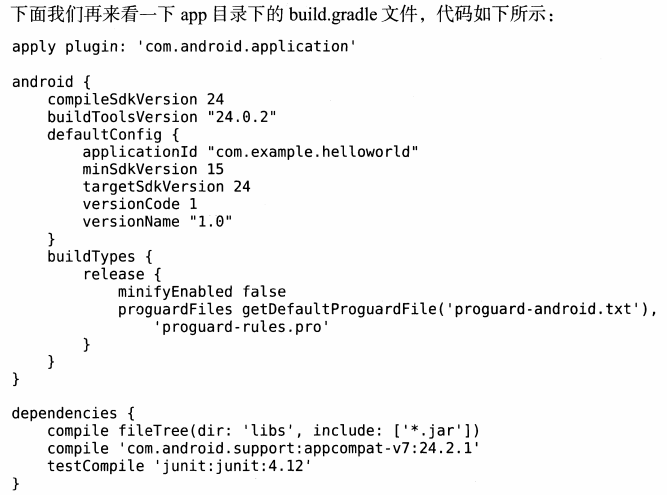 下面我们再来看一下 app 目录下的 build.gradle 文件，代码如下所示：
apply plugin: 'com.android.application'

android {
    compileSdkVersion 24
    buildToolsVersion "24.0.2"
    defaultConfig {
        applicationId "com.example.helloworld"
        minSdkVersion 15
        targetSdkVersion 24
        versionCode 1
        versionName "1.0"
    }
    buildTypes {
        release {
            minifyEnabled false
            proguardFiles getDefaultProguardFile('proguard-android.txt'),
                'proguard-rules.pro'
        }
    }
}

dependencies {
    compile fileTree(dir: 'libs', include: ['*.jar'])
    compile 'com.android.support:appcompat-v7:24.2.1'
    testCompile 'junit:junit:4.12'
}